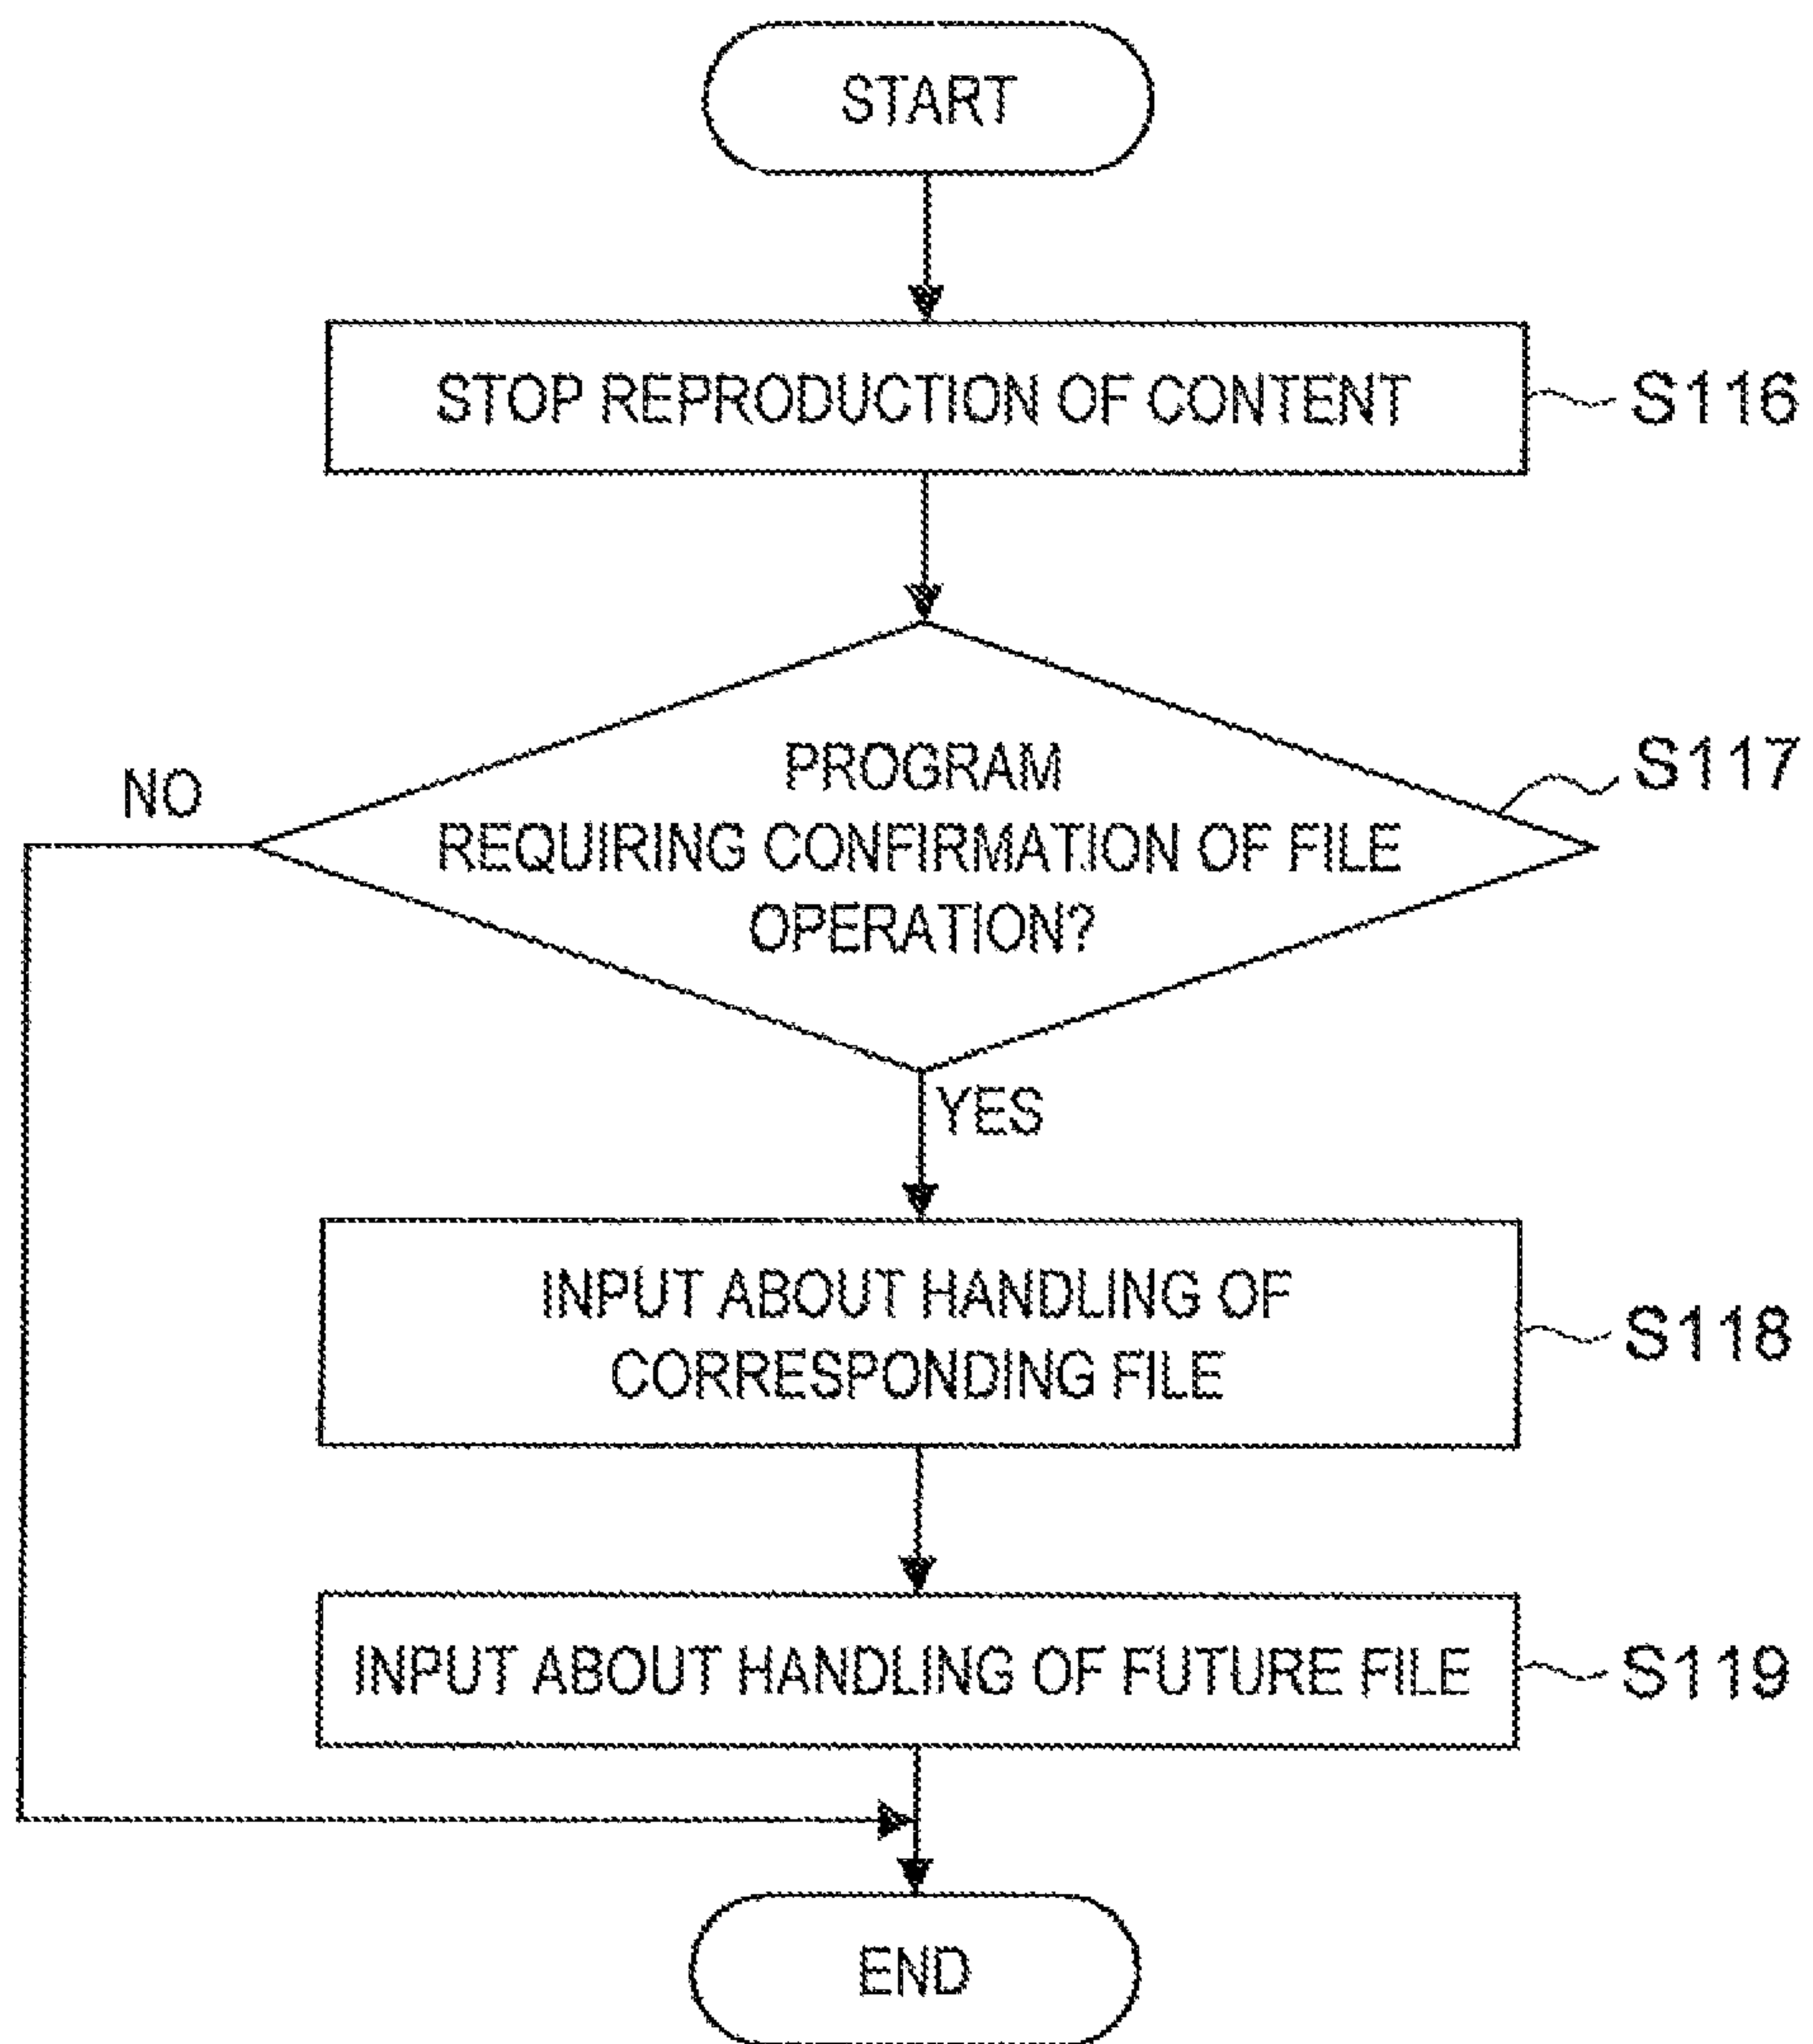 START
STOP REPRODUCTION OF CONTENT
S116
PROGRAM
REQUIRING CONFIRMATION OF FILE
OPERATION?
S117
NO
YES
INPUT ABOUT HANDLING OF
CORRESPONDING FILE
S118
INPUT ABOUT HANDLING OF FUTURE FILE
S119
END